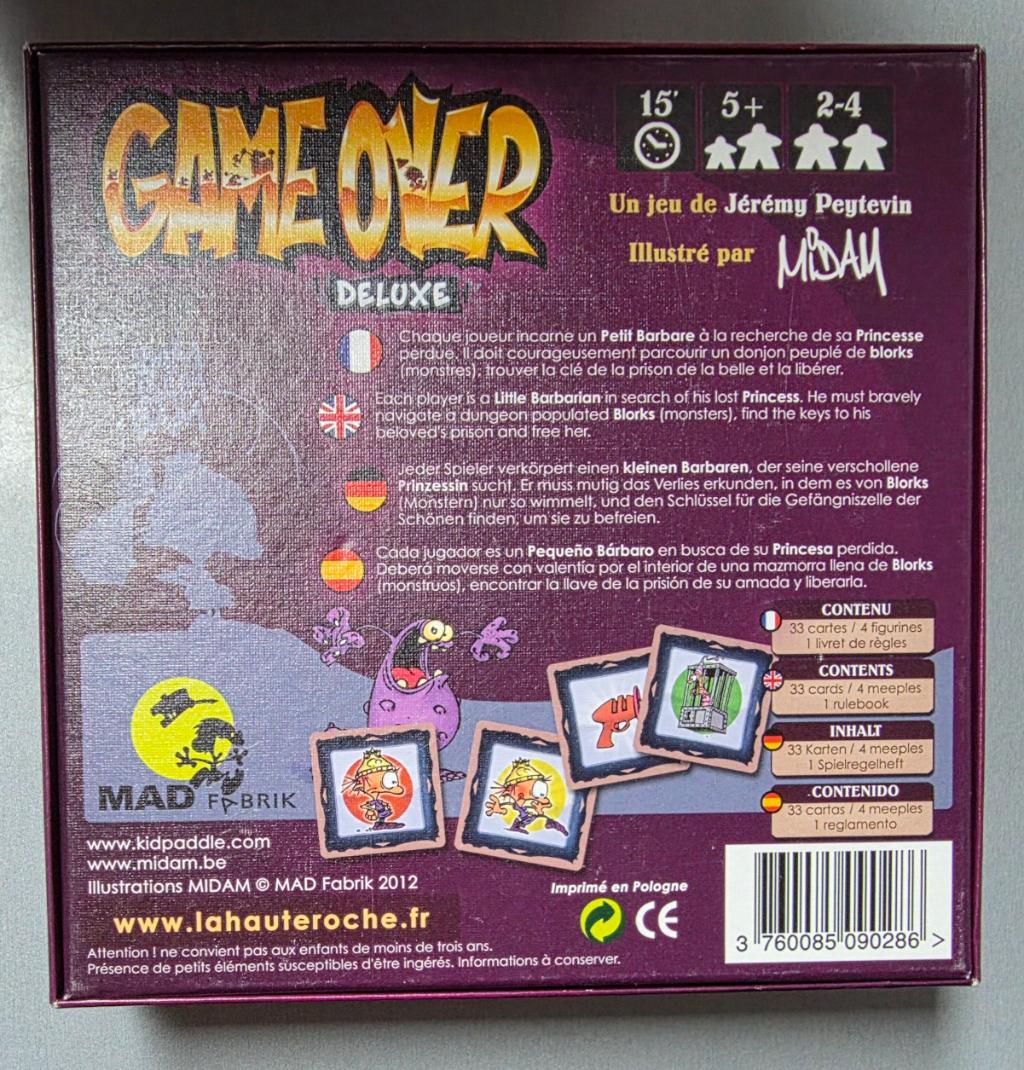 GAME OVER
DELUXE
15' 5+ 2-4
Un jeu de Jérémy Peytevin
Illustré par MiDAM
Chaque joueur incarne un Petit Barbare à la recherche de sa Princesse
perdue. Il doit courageusement parcourir un donjon peuplé de blorks
(monstres), trouver la clé de la prison de la belle et la libérer.
Each player is a Little Barbarian in search of his lost Princess. He must bravely
navigate a dungeon populated Blorks (monsters), find the keys to his
beloved's prison and free her.
Jeder Spieler verkörpert einen kleinen Barbaren, der seine verschollene
Prinzessin sucht. Er muss mutig das Verlies erkunden, in dem es von Blorks
(Monstern) nur so wimmelt, und den Schlüssel für die Gefängniszelle der
Schönen finden, um sie zu befreien.
Cada jugador es un Pequeño Bárbaro en busca de su Princesa perdida.
Deberá moverse con valentía por el interior de una mazmorra llena de Blorks
(monstruos), encontrar la llave de la prisión de su amada y liberarla.
CONTENU
33 cartes / 4 figurines
1 livret de règles
CONTENTS
33 cards / 4 meeples
1 rulebook
INHALT
33 Karten / 4 meeples
1 Spielregelheft
CONTENIDO
33 cartas / 4 meeples
1 reglamento
MAD FABRIK
www.kidpaddle.com
www.midam.be
Illustrations MIDAM © MAD Fabrik 2012
www.lahauteroche.fr
Attention ! ne convient pas aux enfants de moins de trois ans.
Présence de petits éléments susceptibles d'être ingérés. Informations à conserver.
Imprimé en Pologne
CE
3 760085 090286 >